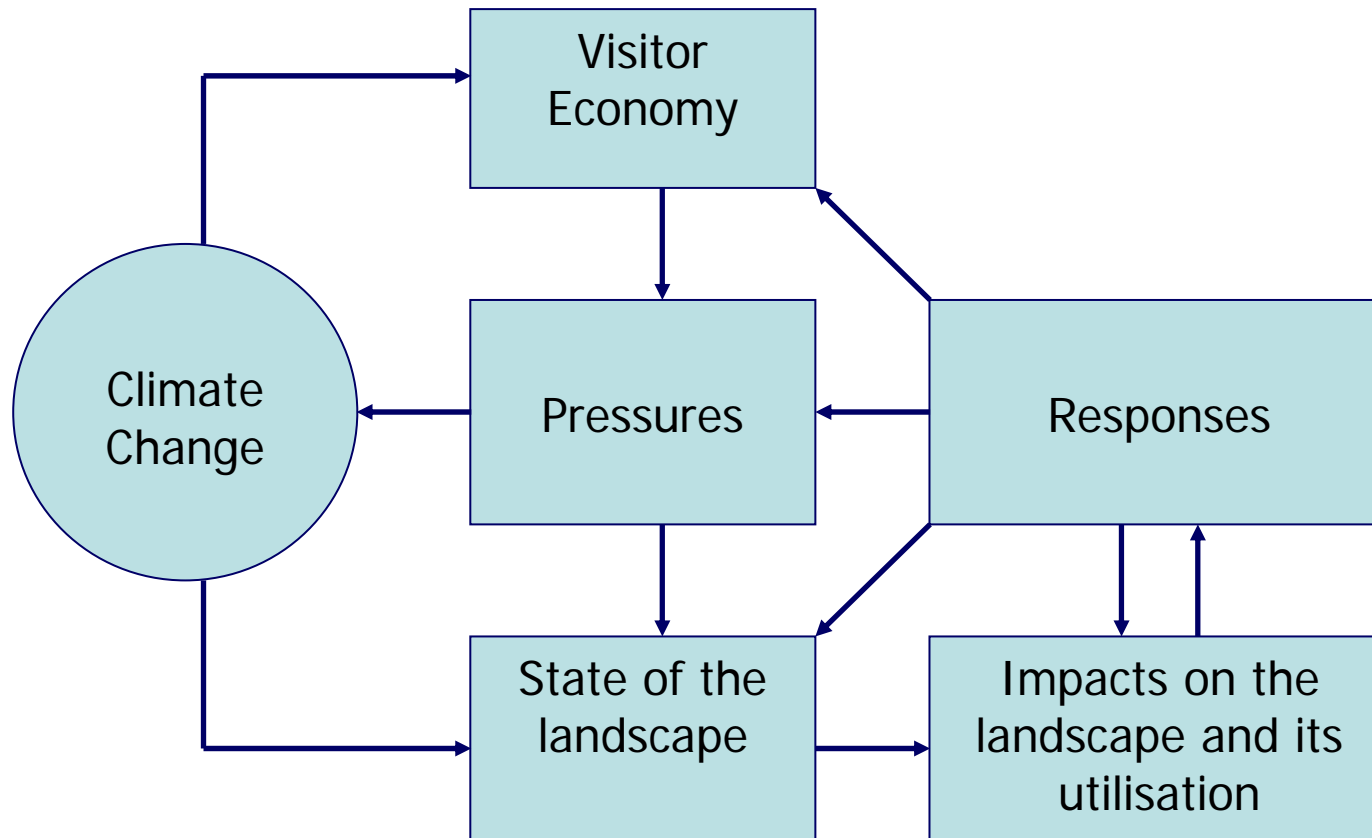 Visitor
Economy
Climate
Change
Pressures
Responses
State of the
landscape
Impacts on the
landscape and its
utilisation